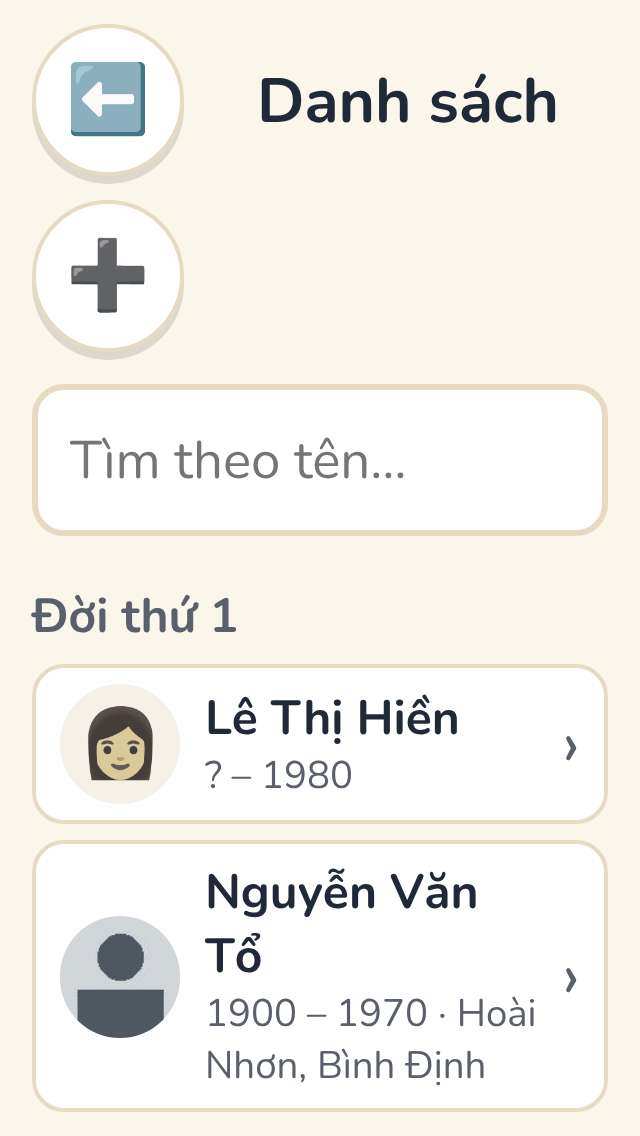 Danh sách
Tìm theo tên...
Đời thứ 1
Lê Thị Hiền
? – 1980
Nguyễn Văn
Tổ
1900 – 1970 · Hoài
Nhơn, Bình Định